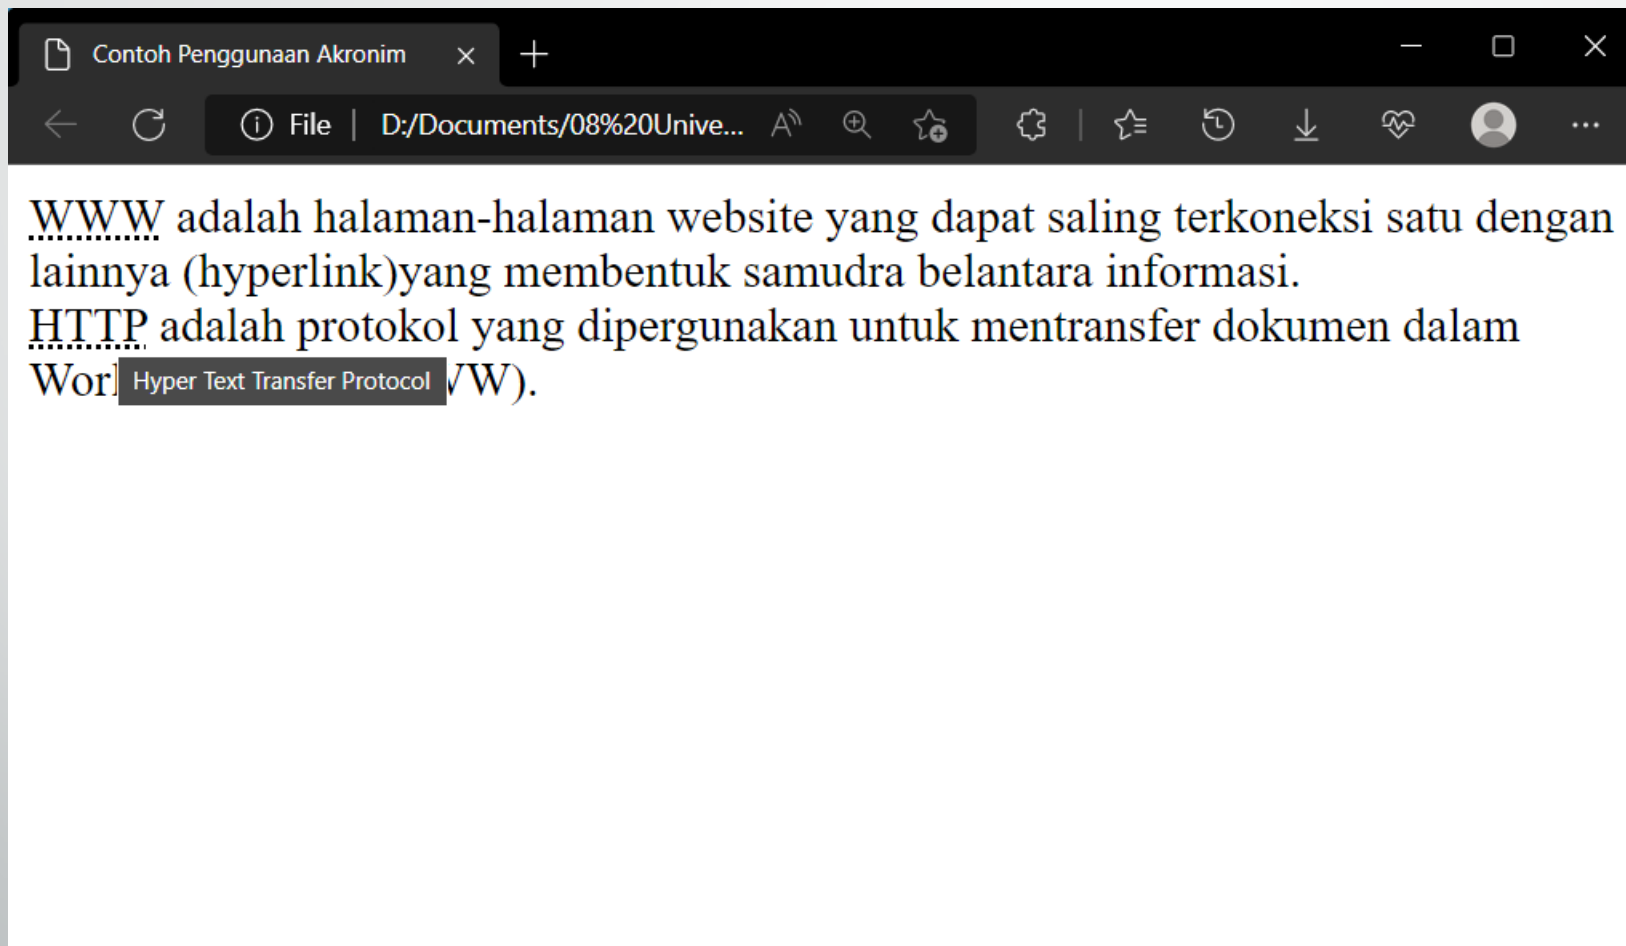 Contoh Penggunaan Akronim
File D:/Documents/08%20Unive...
WWW adalah halaman-halaman website yang dapat saling terkoneksi satu dengan
lainnya (hyperlink)yang membentuk samudra belantara informasi.
HTTP adalah protokol yang dipergunakan untuk mentransfer dokumen dalam
Hyper Text Transfer Protocol